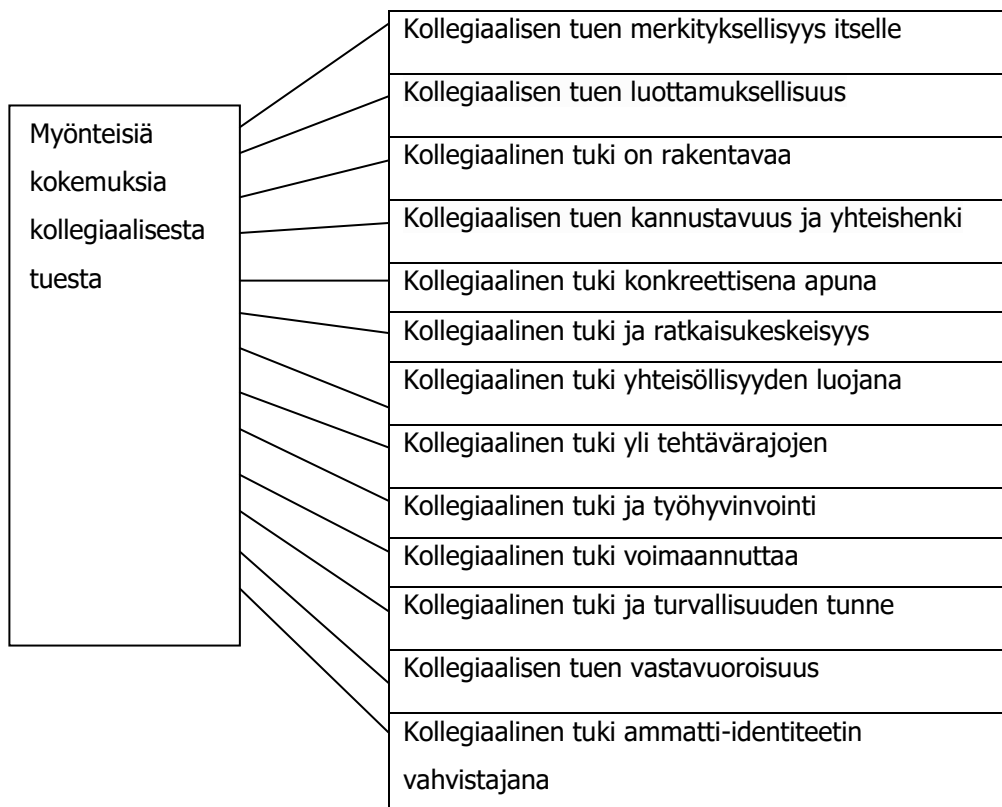 Myönteisiä
kokemuksia
kollegiaalisesta
tuesta
Kollegiaalisen tuen merkityksellisyys itselle
Kollegiaalisen tuen luottamuksellisuus
Kollegiaalinen tuki on rakentavaa
Kollegiaalisen tuen kannustavuus ja yhteishenki
Kollegiaalinen tuki konkreettisena apuna
Kollegiaalinen tuki ja ratkaisukeskeisyys
Kollegiaalinen tuki yhteisöllisyyden luojana
Kollegiaalinen tuki yli tehtävärajojen
Kollegiaalinen tuki ja työhyvinvointi
Kollegiaalinen tuki voimaannuttaa
Kollegiaalinen tuki ja turvallisuuden tunne
Kollegiaalisen tuen vastavuoroisuus
Kollegiaalinen tuki ammatti-identiteetin
vahvistajana